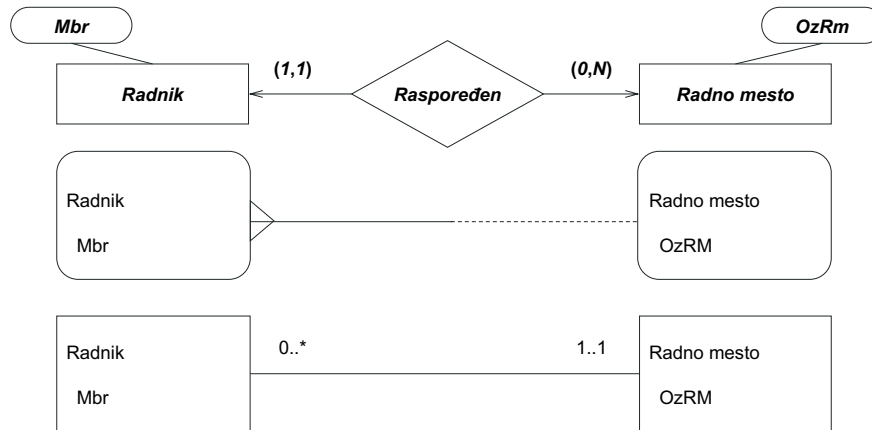 Mbr
OzRm
(1,1)
(0,N)
Radnik
Raspoređen
Radno mesto
Radnik
Radno mesto
Mbr
OzRM
Radnik
0..*
1..1
Radno mesto
Mbr
OzRM